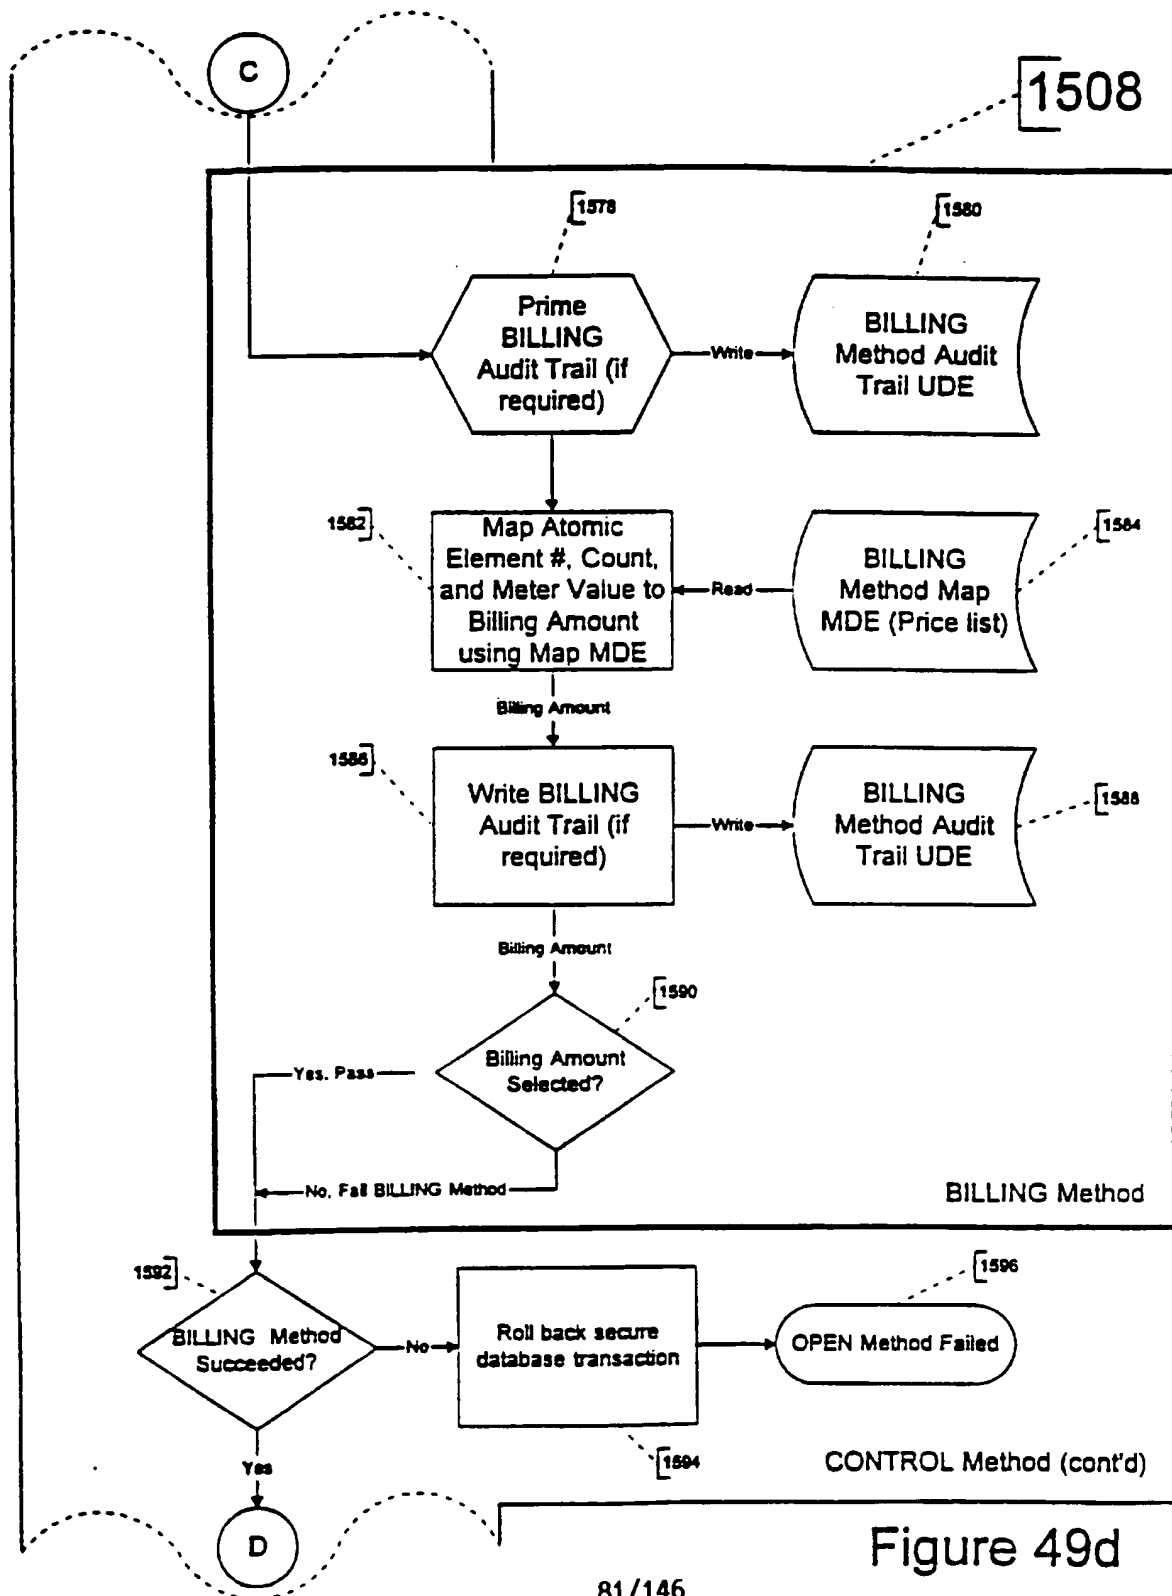 C
1508
1578
1580
Prime
BILLING
Audit Trail (if
required)
Write
BILLING
Method Audit
Trail UDE
1582
1584
Map Atomic
Element #, Count,
and Meter Value to
Billing Amount
using Map MDE
Read
BILLING
Method Map
MDE (Price list)
Billing Amount
1586
1588
Write BILLING
Audit Trail (if
required)
Write
BILLING
Method Audit
Trail UDE
Billing Amount
1590
Billing Amount
Selected?
Yes, Pass
No, Fail BILLING Method
BILLING Method
1592
1596
BILLING Method
Succeeded?
No
Roll back secure
database transaction
OPEN Method Failed
1594
Yes
CONTROL Method (cont'd)
D
Figure 49d
81/146